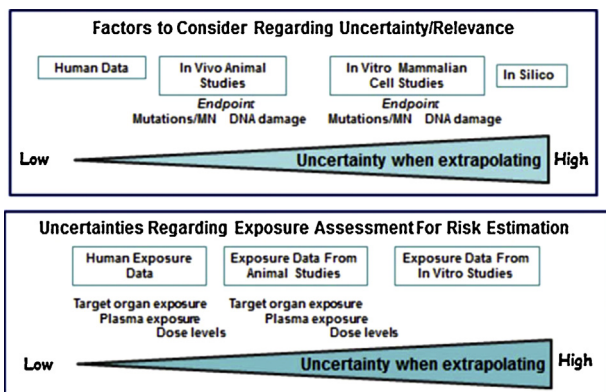 Factors to Consider Regarding Uncertainty/Relevance
Human Data
In Vivo Animal
Studies
In Vitro Mammalian
Cell Studies
In Silico
Endpoint
Mutations/MN DNA damage
Endpoint
Mutations/MN DNA damage
Low
Uncertainty when extrapolating
High
Uncertainties Regarding Exposure Assessment For Risk Estimation
Human Exposure
Data
Exposure Data From
Animal Studies
Exposure Data From
In Vitro Studies
Target organ exposure
Plasma exposure
Dose levels
Target organ exposure
Plasma exposure
Dose levels
Low
Uncertainty when extrapolating
High